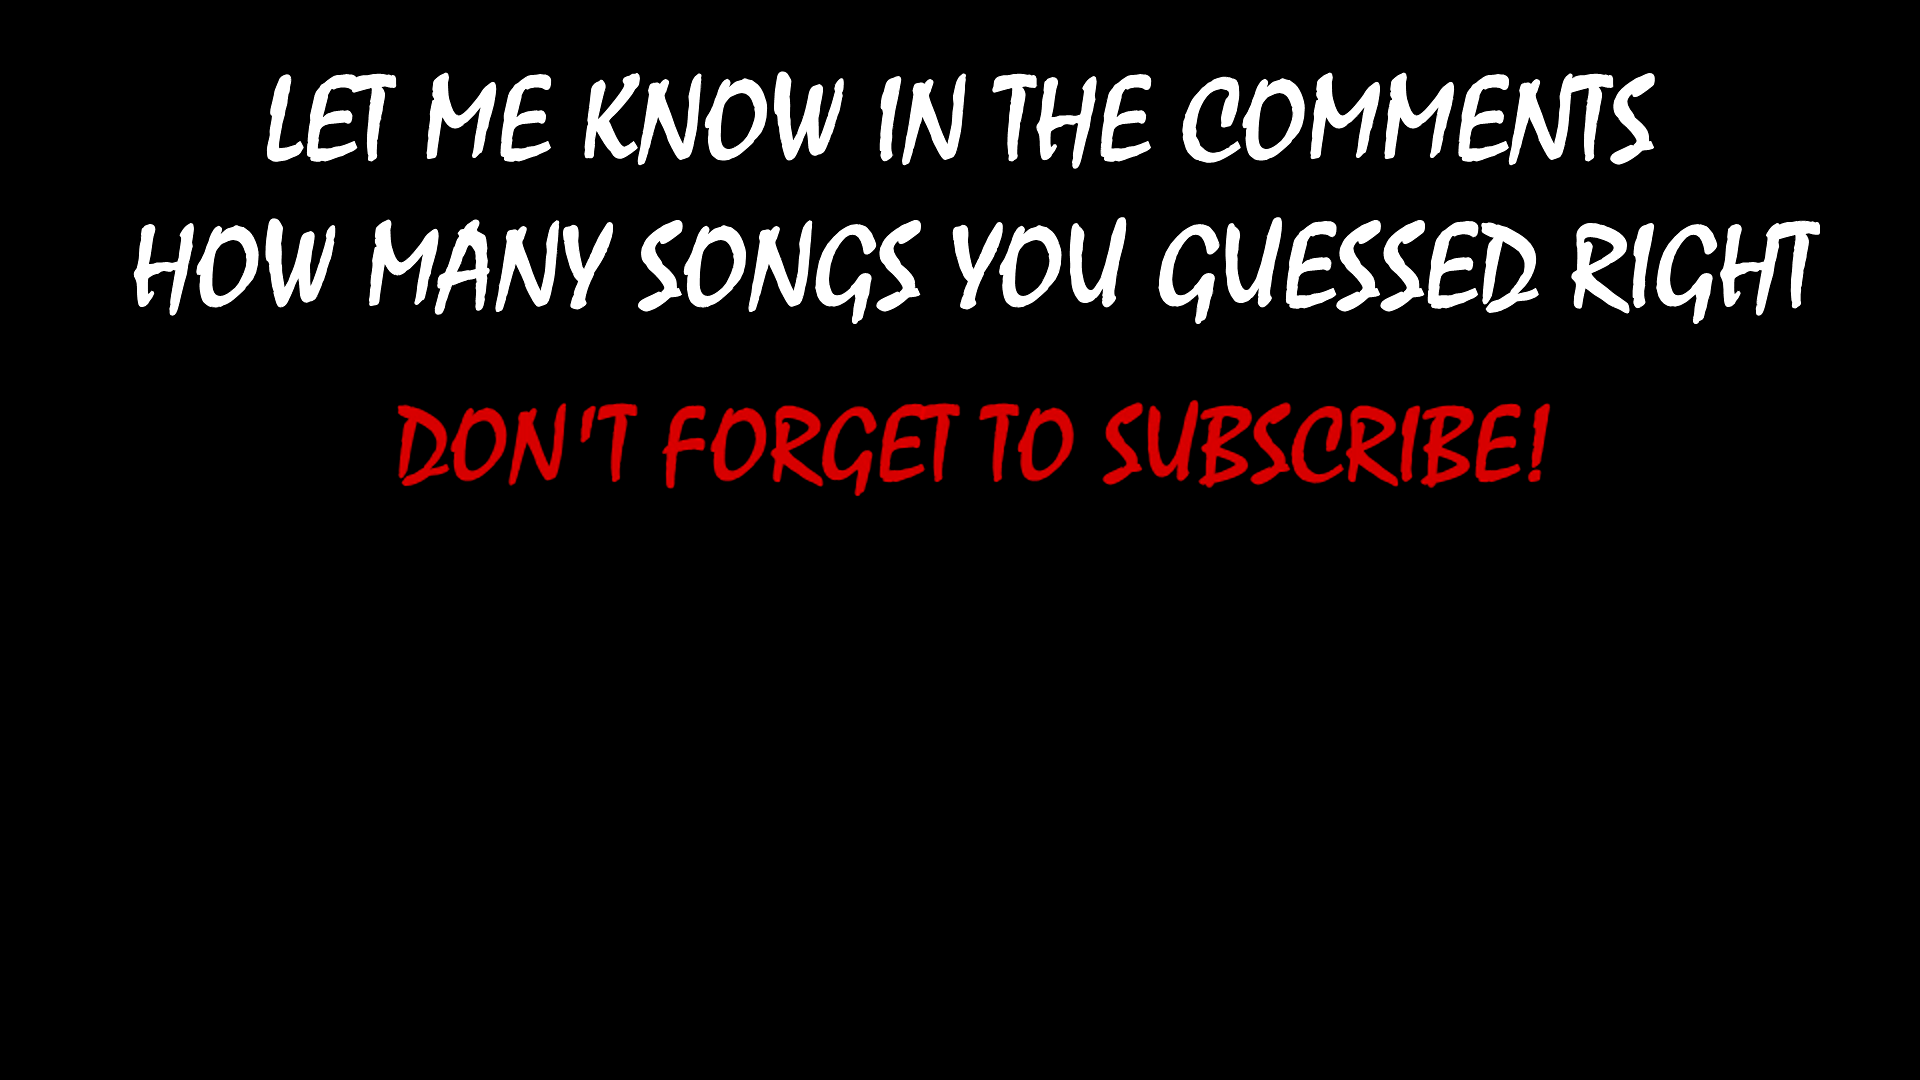 LET ME KNOW IN THE COMMENTS
HOW MANY SONGS YOU GUESSED RIGHT
DON'T FORGET TO SUBSCRIBE!